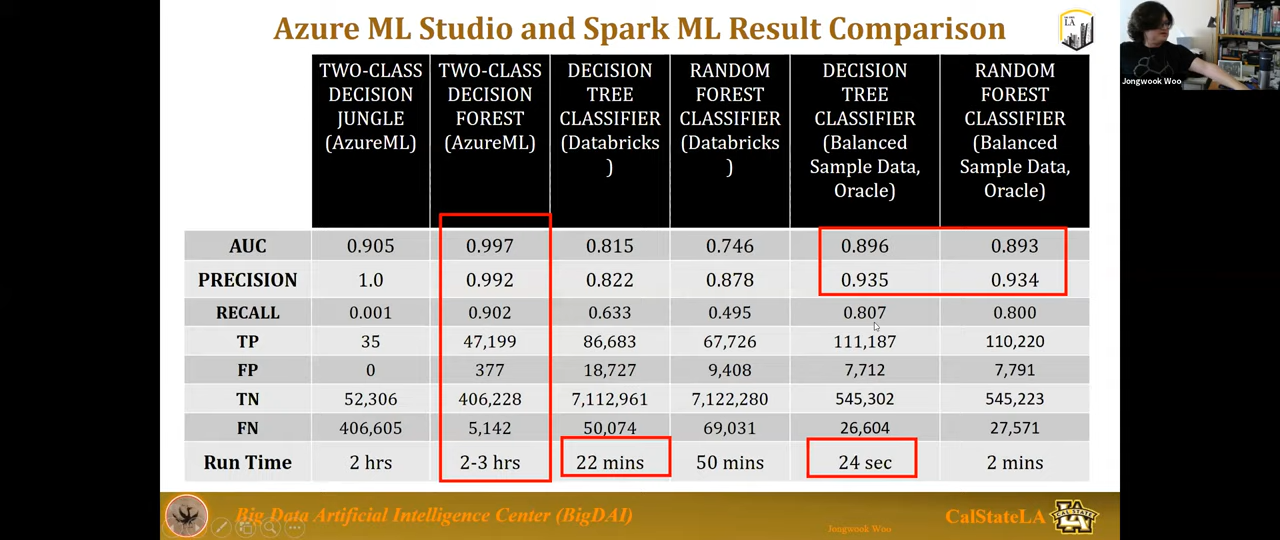 Azure ML Studio and Spark ML Result Comparison
Jongwook Woo
TWO-CLASS DECISION JUNGLE (AzureML) TWO-CLASS DECISION FOREST (AzureML) DECISION TREE CLASSIFIER (Databricks) RANDOM FOREST CLASSIFIER (Databricks) DECISION TREE CLASSIFIER (Balanced Sample Data, Oracle) RANDOM FOREST CLASSIFIER (Balanced Sample Data, Oracle)
AUC 0.905 0.997 0.815 0.746 0.896 0.893
PRECISION 1.0 0.992 0.822 0.878 0.935 0.934
RECALL 0.001 0.902 0.633 0.495 0.807 0.800
TP 35 47,199 86,683 67,726 111,187 110,220
FP 0 377 18,727 9,408 7,712 7,791
TN 52,306 406,228 7,112,961 7,122,280 545,302 545,223
FN 406,605 5,142 50,074 69,031 26,604 27,571
Run Time 2 hrs 2-3 hrs 22 mins 50 mins 24 sec 2 mins
Big Data Artificial Intelligence Center (BigDAI)
Jongwook Woo
CalStateLA
LA